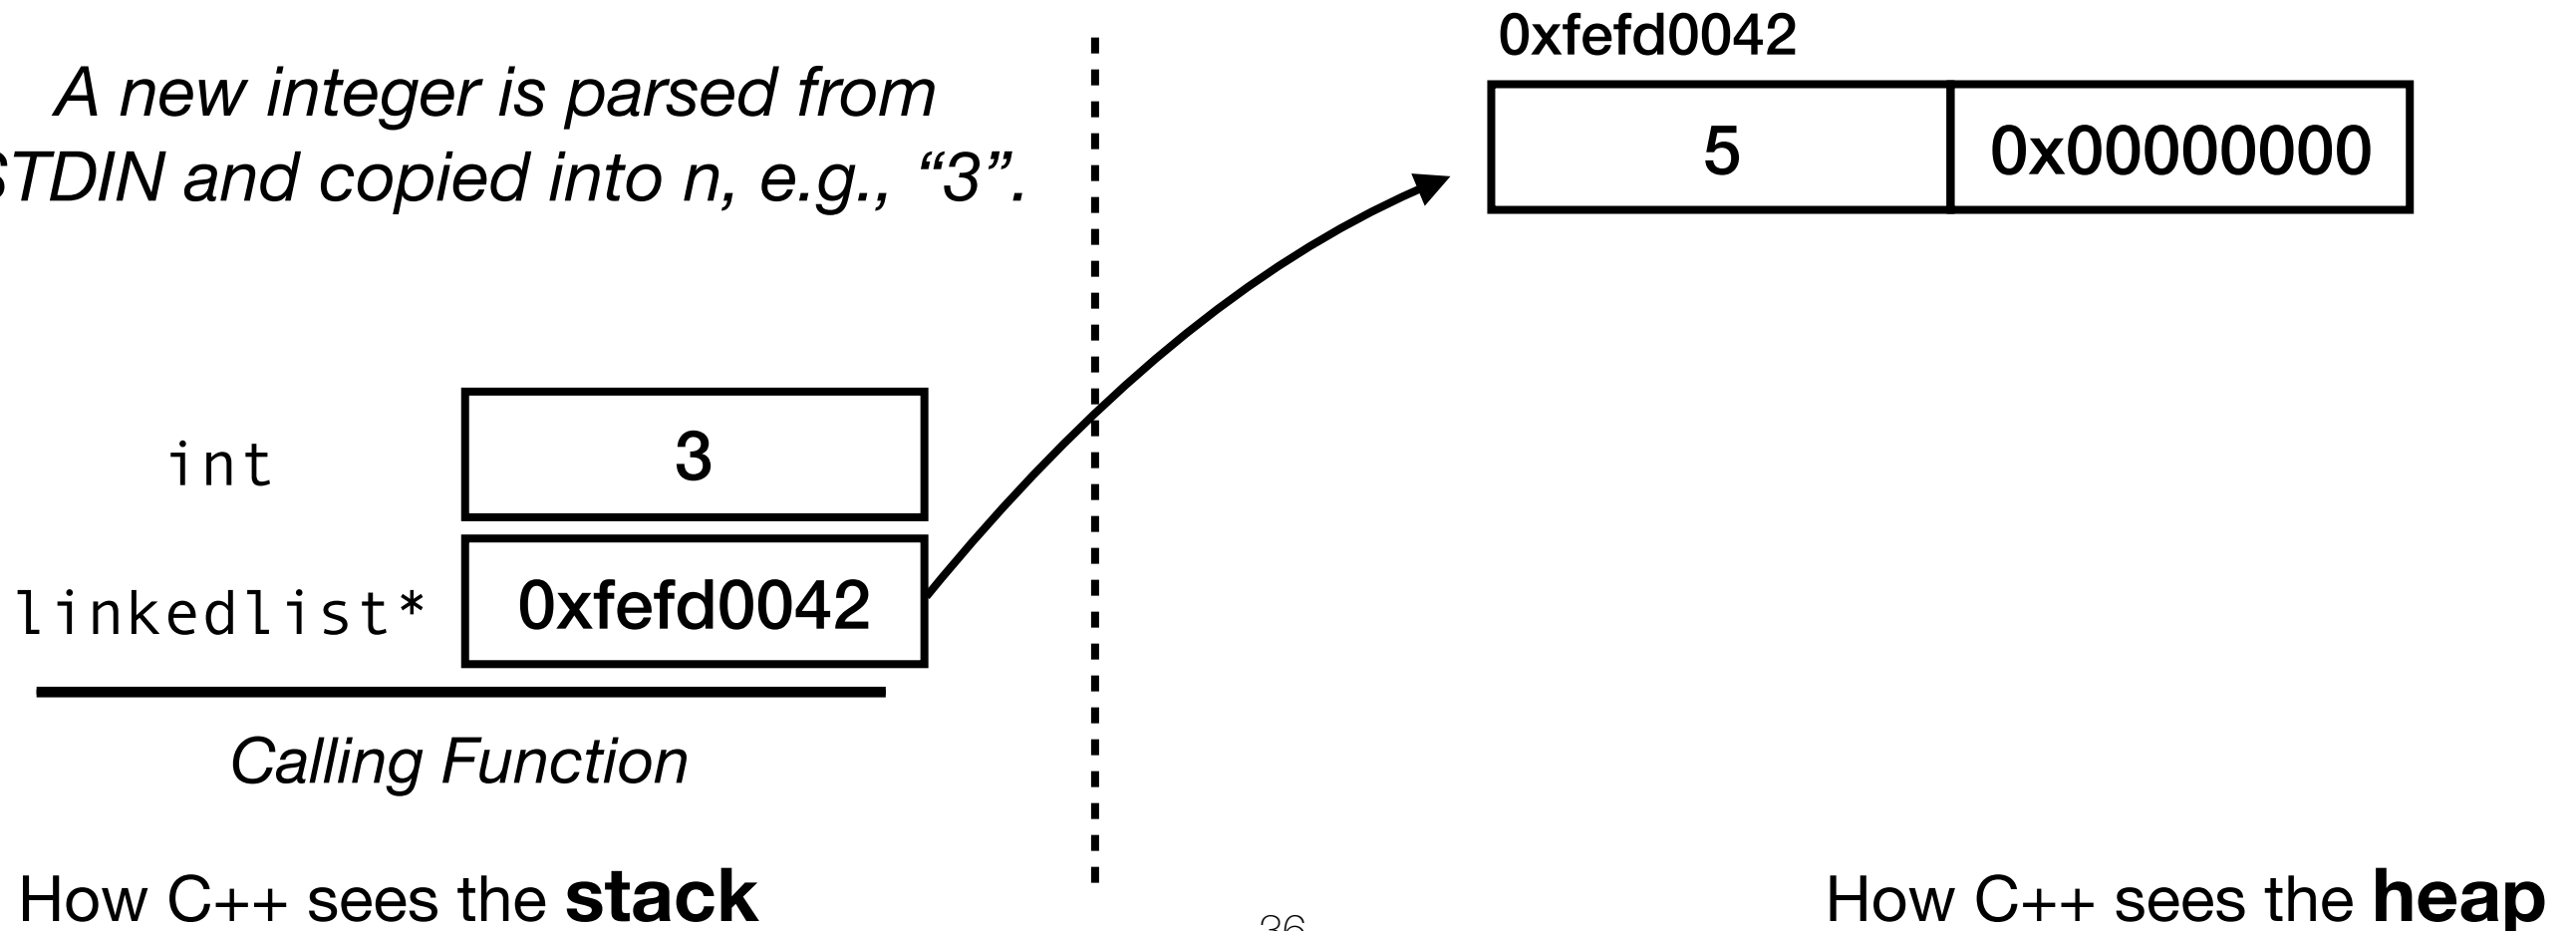 A new integer is parsed from
STDIN and copied into n, e.g., “3”.
int
3
linkedlist*
0xfefd0042
Calling Function
How C++ sees the stack
0xfefd0042
5
0x00000000
How C++ sees the heap
36